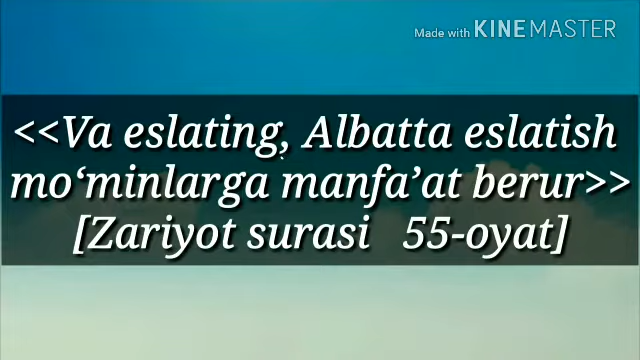 Made with KINEMASTER
<<Va eslating, Albatta eslatish
mo‘minlarga manfa’at berur>>
[Zariyot surasi 55-oyat]